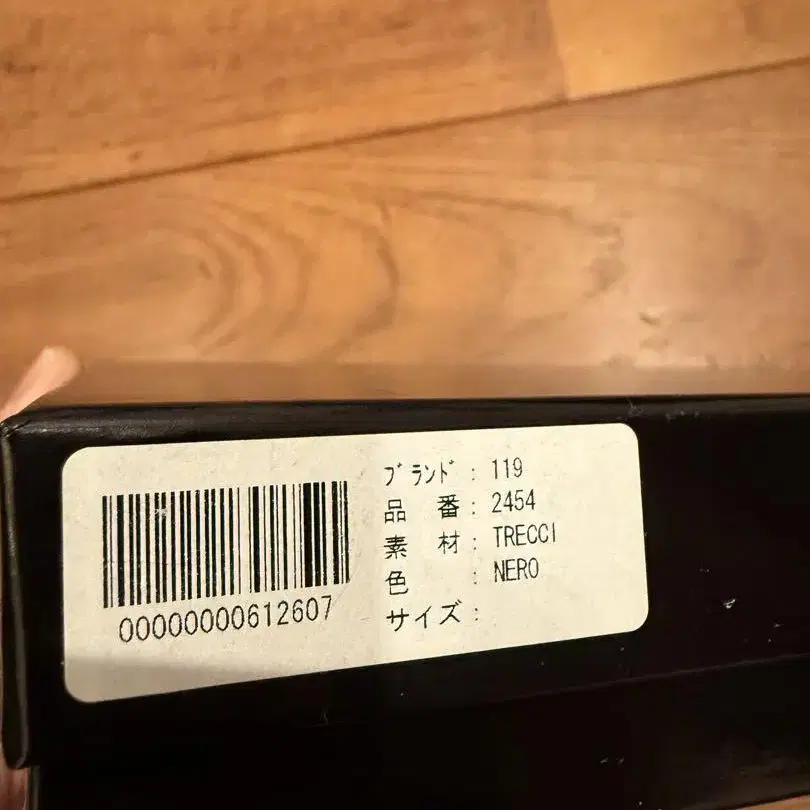 00000000612607
ﾌﾞﾗﾝﾄﾞ : 119
品 番 : 2454
素 材 : TRECCI
色 : NERO
サイズ :